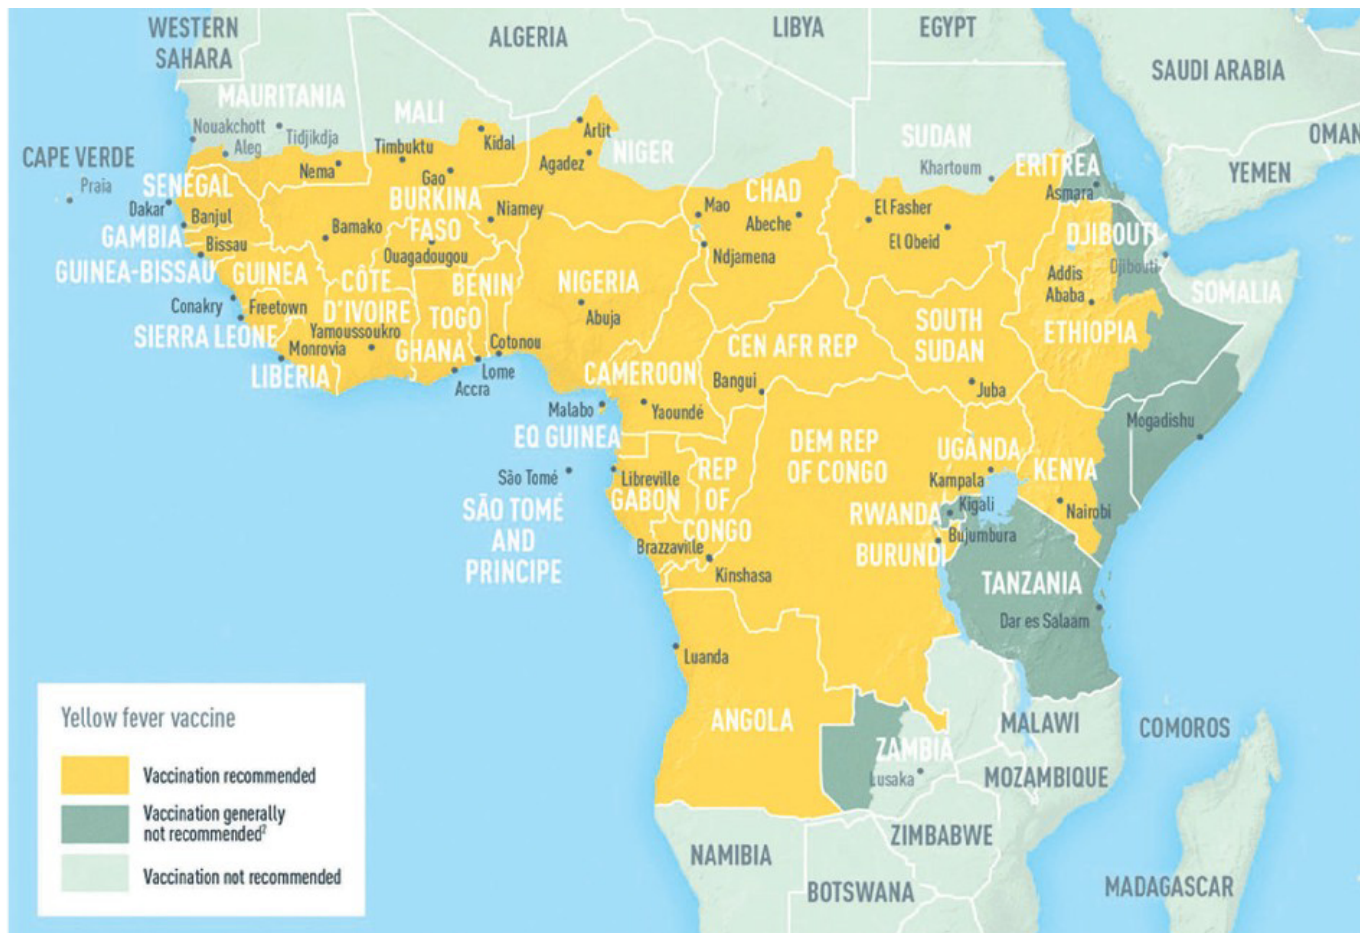 WESTERN
SAHARA
ALGERIA
LIBYA
EGYPT
SAUDI ARABIA
OMAN
YEMEN
MAURITANIA
Nouakchott
Tidjikdja
Aleg
Nema
MALI
Timbuktu
Kidal
Gao
Arlit
Agadez
NIGER
SUDAN
Khartoum
ERITREA
Asmara
CAPE VERDE
Praia
SENEGAL
Dakar
Banjul
GAMBIA
Bissau
GUINEA-BISSAU
Bamako
BURKINA
FASO
Ouagadougou
Niamey
CHAD
Mao
Abeche
Ndjamena
El Fasher
El Obeid
DJIBOUTI
Djibouti
Addis
Ababa
ETHIOPIA
SOMALIA
GUINEA
Conakry
Freetown
SIERRA LEONE
Monrovia
LIBERIA
CÔTE
D'IVOIRE
Yamoussoukro
GHANA
Accra
TOGO
Lome
BENIN
Cotonou
NIGERIA
Abuja
CAMEROON
Yaoundé
CEN AFR REP
Bangui
SOUTH
SUDAN
Juba
Malabo
EQ GUINEA
São Tomé
SÃO TOMÉ
AND
PRINCIPE
Libreville
GABON
REP
OF
CONGO
Brazzaville
Kinshasa
DEM REP
OF CONGO
UGANDA
Kampala
KENYA
Nairobi
Mogadishu
RWANDA
Kigali
Bujumbura
BURUNDI
TANZANIA
Dar es Salaam
Luanda
ANGOLA
ZAMBIA
Lusaka
MALAWI
MOZAMBIQUE
COMOROS
ZIMBABWE
NAMIBIA
BOTSWANA
MADAGASCAR
Yellow fever vaccine
Vaccination recommended
Vaccination generally
not recommended²
Vaccination not recommended